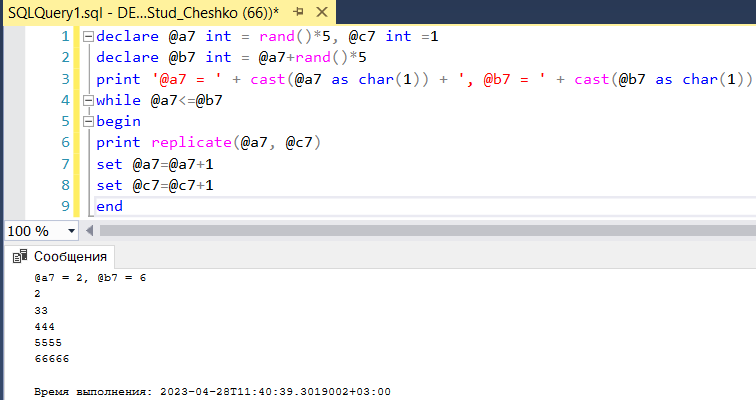 SQLQuery1.sql - DE...Stud_Cheshko (66))*
1 declare @a7 int = rand()*5, @c7 int =1
2 declare @b7 int = @a7+rand()*5
3 print '@a7 = ' + cast(@a7 as char(1)) + ', @b7 = ' + cast(@b7 as char(1))
4 while @a7<=@b7
5 begin
6 print replicate(@a7, @c7)
7 set @a7=@a7+1
8 set @c7=@c7+1
9 end
100 %
Сообщения
@a7 = 2, @b7 = 6
2
33
444
5555
66666
Время выполнения: 2023-04-28T11:40:39.3019002+03:00